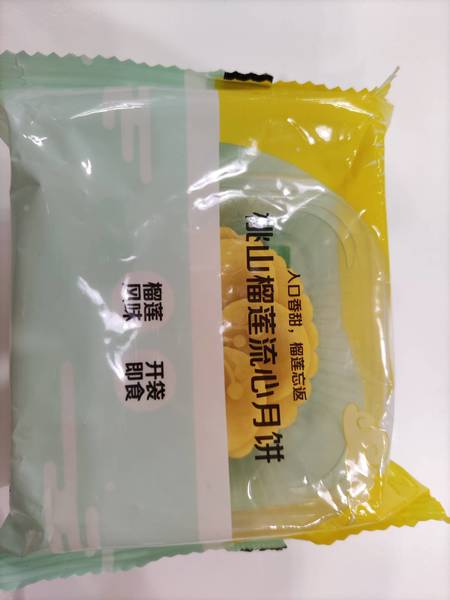 入口香甜，榴莲忘返
桃山榴莲流心月饼
榴莲
风味
开袋
即食